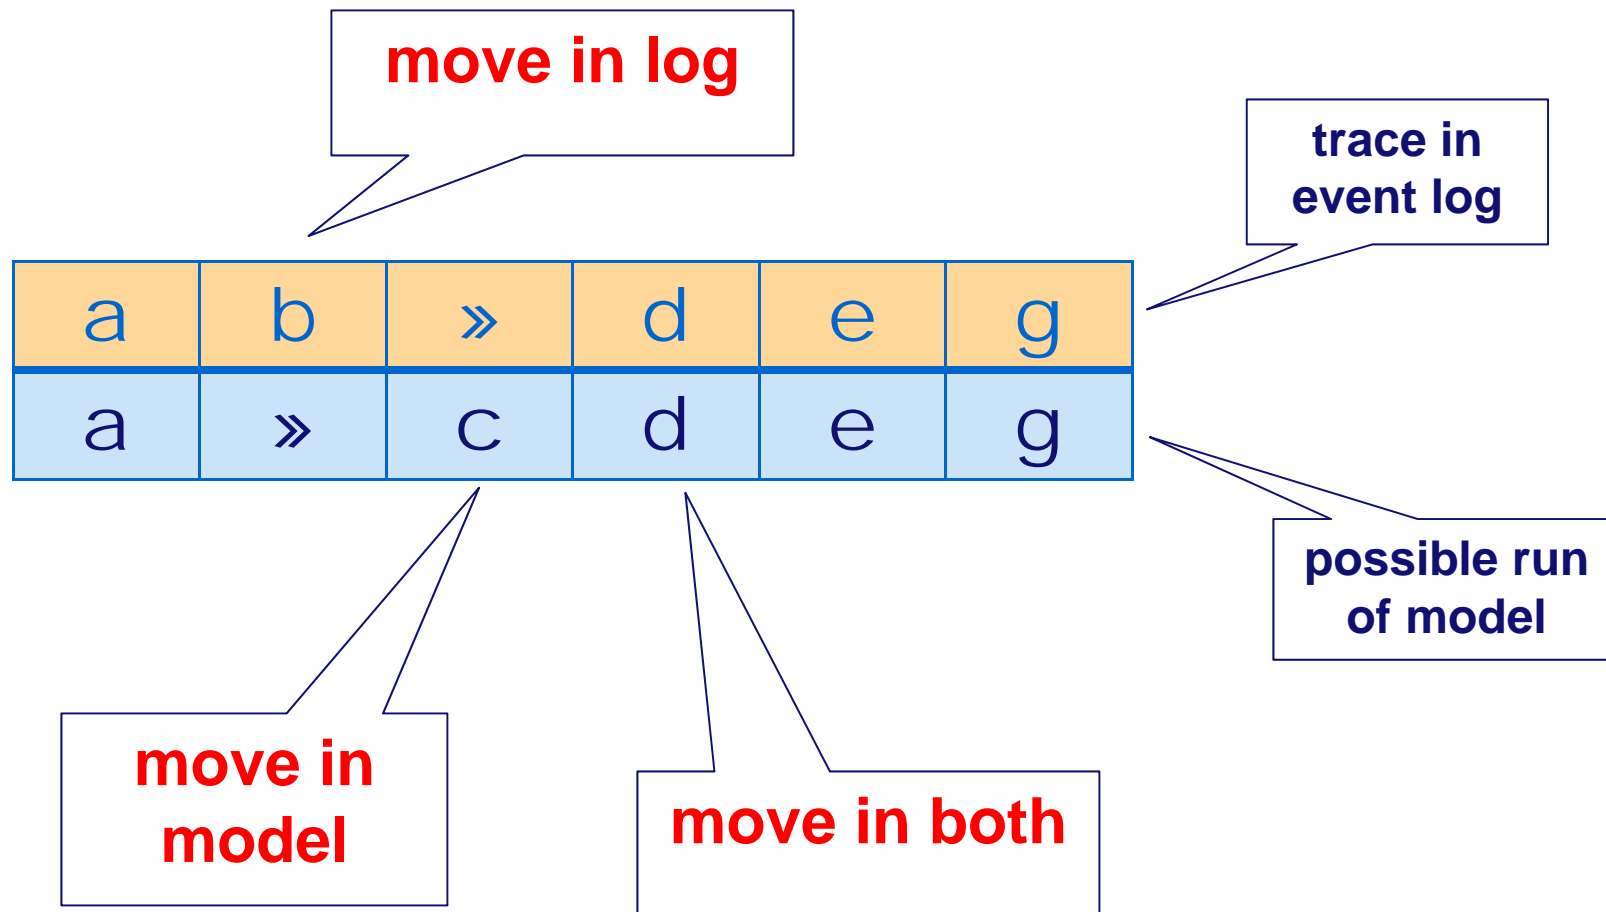 move in log
trace in
event log
a b » d e g
a » c d e g
possible run
of model
move in
model
move in both